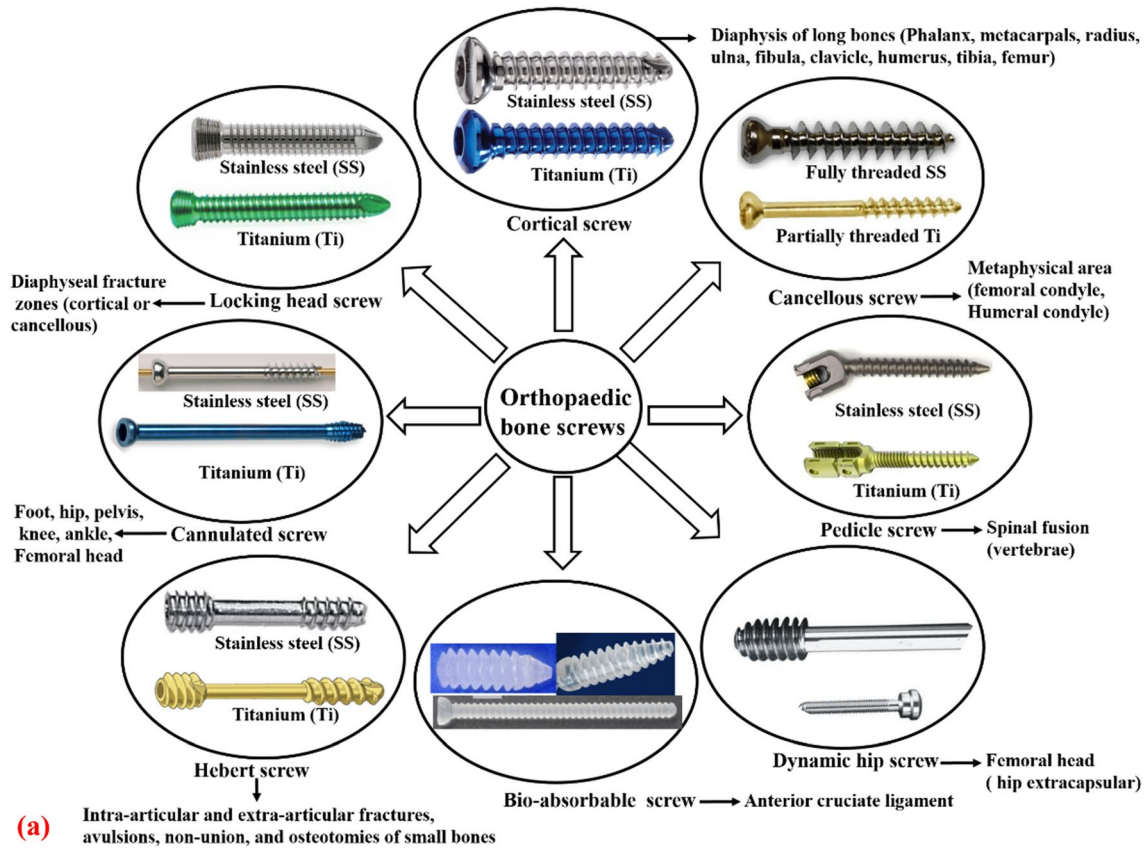 Diaphysis of long bones (Phalanx, metacarpals, radius,
ulna, fibula, clavicle, humerus, tibia, femur)
Stainless steel (SS)
Titanium (Ti)
Cortical screw
Stainless steel (SS)
Titanium (Ti)
Locking head screw
Diaphyseal fracture
zones (cortical or
cancellous)
Fully threaded SS
Partially threaded Ti
Cancellous screw
Metaphysical area
(femoral condyle,
Humeral condyle)
Orthopaedic
bone screws
Stainless steel (SS)
Titanium (Ti)
Cannulated screw
Foot, hip, pelvis,
knee, ankle,
Femoral head
Stainless steel (SS)
Titanium (Ti)
Pedicle screw
Spinal fusion
(vertebrae)
Stainless steel (SS)
Titanium (Ti)
Hebert screw
Intra-articular and extra-articular fractures,
avulsions, non-union, and osteotomies of small bones
Bio-absorbable screw
Anterior cruciate ligament
Dynamic hip screw
Femoral head
( hip extracapsular)
(a)